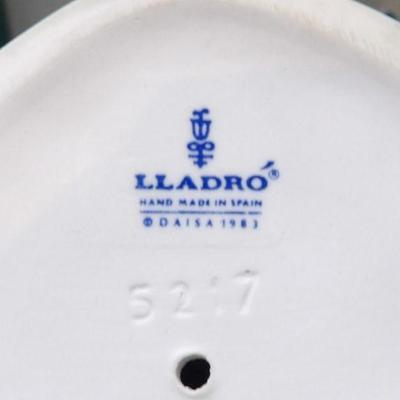 LLADRÓ®
HAND MADE IN SPAIN
© DAISA 1983
5217